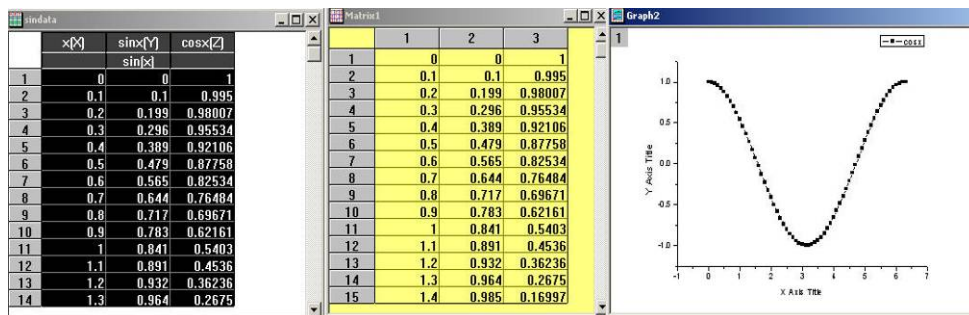 sindata
x[X] sinx[Y] cosx[Z]
sin(x)
1 0 0 1
2 0.1 0.1 0.995
3 0.2 0.199 0.98007
4 0.3 0.296 0.95534
5 0.4 0.389 0.92106
6 0.5 0.479 0.87758
7 0.6 0.565 0.82534
8 0.7 0.644 0.76484
9 0.8 0.717 0.69671
10 0.9 0.783 0.62161
11 1 0.841 0.5403
12 1.1 0.891 0.4536
13 1.2 0.932 0.36236
14 1.3 0.964 0.2675
Matrix1
1 2 3
1 0 0 1
2 0.1 0.1 0.995
3 0.2 0.199 0.98007
4 0.3 0.296 0.95534
5 0.4 0.389 0.92106
6 0.5 0.479 0.87758
7 0.6 0.565 0.82534
8 0.7 0.644 0.76484
9 0.8 0.717 0.69671
10 0.9 0.783 0.62161
11 1 0.841 0.5403
12 1.1 0.891 0.4536
13 1.2 0.932 0.36236
14 1.3 0.964 0.2675
15 1.4 0.985 0.16997
Graph2
1
cosx
1.0
0.5
0.0
-0.5
-1.0
Y Axis Title
-1 0 1 2 3 4 5 6 7
X Axis Title